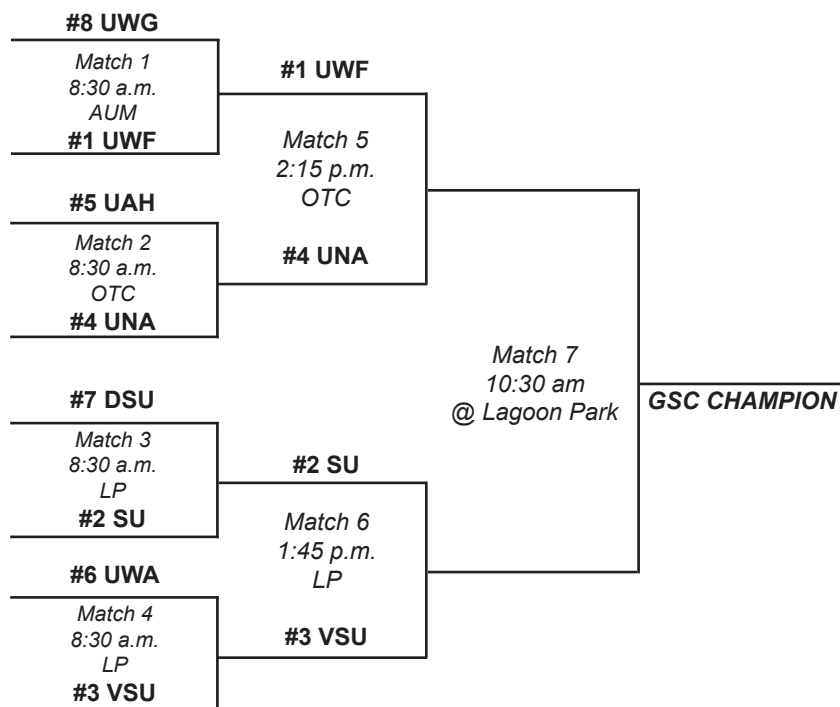 #8 UWG
Match 1
8:30 a.m.
AUM
#1 UWF
#5 UAH
Match 2
8:30 a.m.
OTC
#4 UNA
#7 DSU
Match 3
8:30 a.m.
LP
#2 SU
#6 UWA
Match 4
8:30 a.m.
LP
#3 VSU
#1 UWF
Match 5
2:15 p.m.
OTC
#4 UNA
#2 SU
Match 6
1:45 p.m.
LP
#3 VSU
Match 7
10:30 am
@ Lagoon Park
GSC CHAMPION